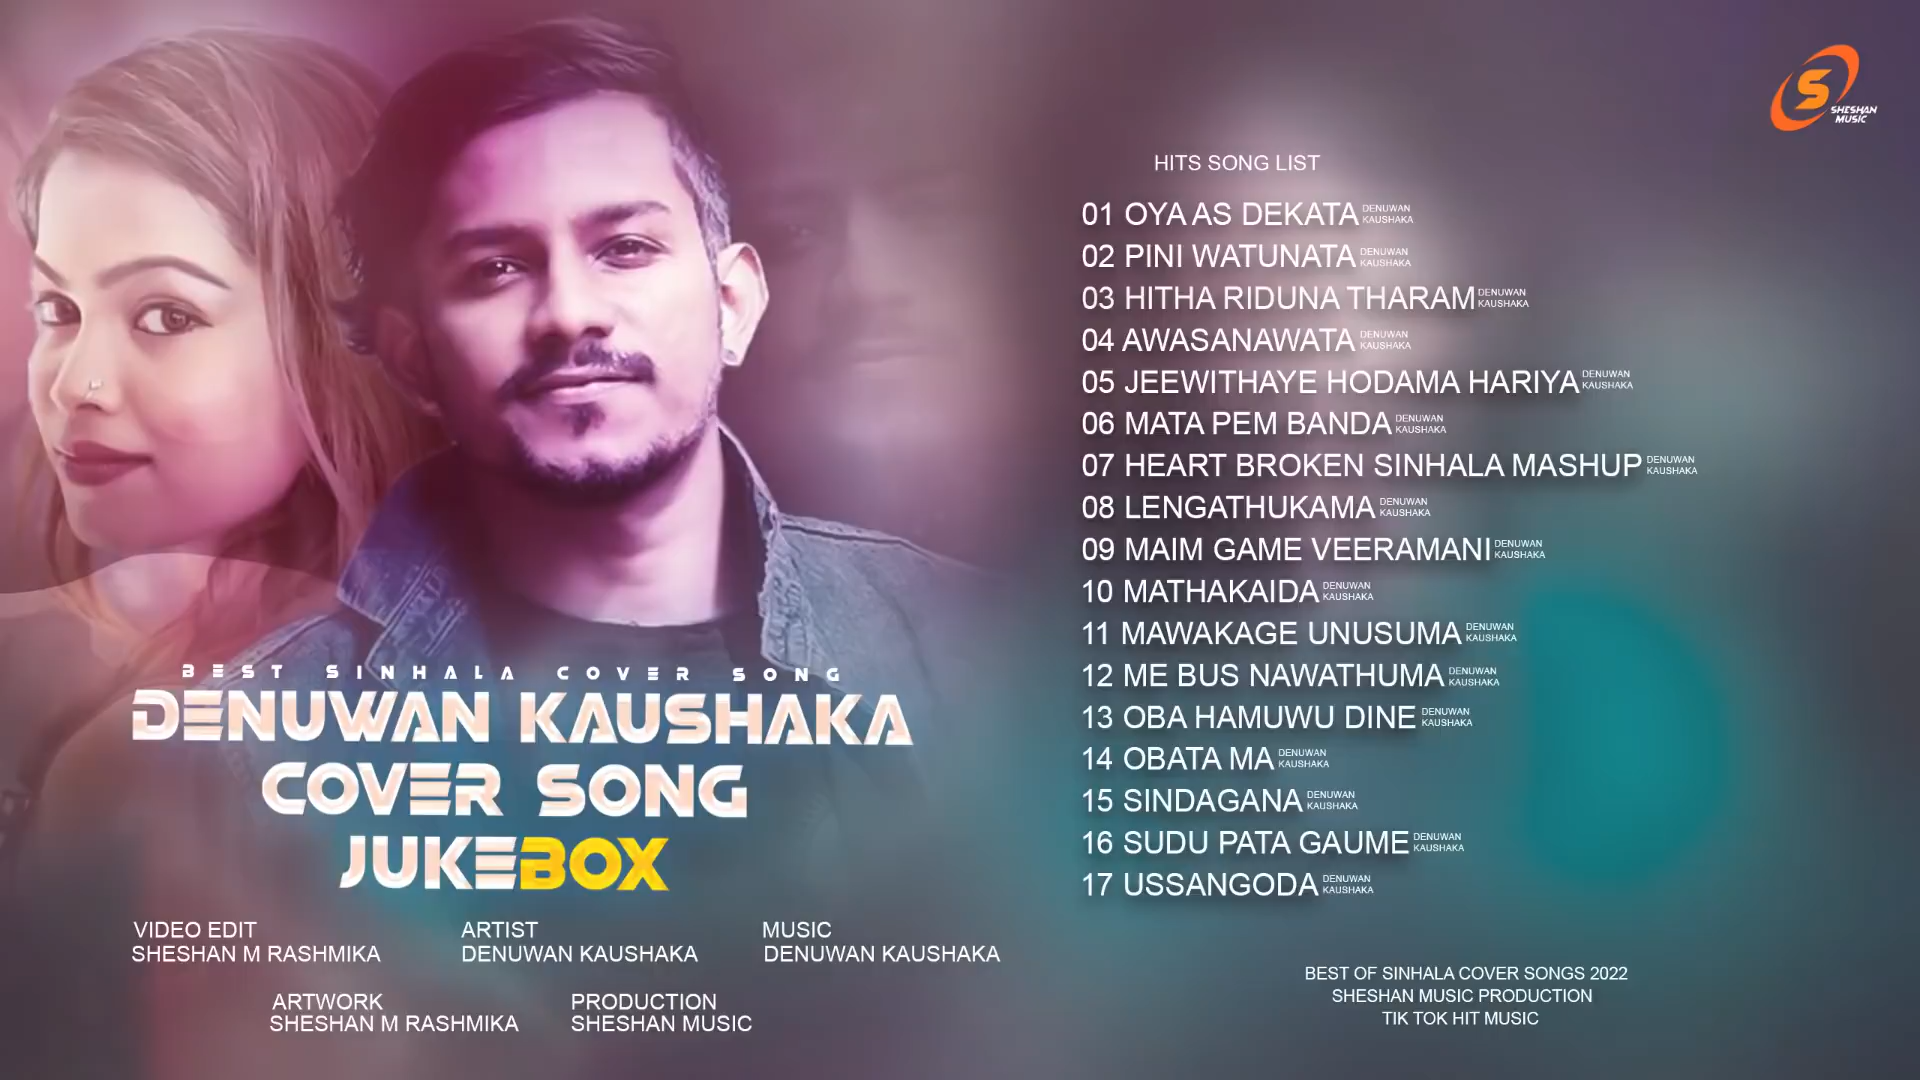 SHESHAN
MUSIC
HITS SONG LIST
01 OYA AS DEKATA DENUWAN KAUSHAKA
02 PINI WATUNATA DENUWAN KAUSHAKA
03 HITHA RIDUNA THARAM DENUWAN KAUSHAKA
04 AWASANAWATA DENUWAN KAUSHAKA
05 JEEWITHAYE HODAMA HARIYA DENUWAN KAUSHAKA
06 MATA PEM BANDA DENUWAN KAUSHAKA
07 HEART BROKEN SINHALA MASHUP DENUWAN KAUSHAKA
08 LENGATHUKAMA DENUWAN KAUSHAKA
09 MAIM GAME VEERAMANI DENUWAN KAUSHAKA
10 MATHAKAIDA DENUWAN KAUSHAKA
11 MAWAKAGE UNUSUMA DENUWAN KAUSHAKA
12 ME BUS NAWATHUMA DENUWAN KAUSHAKA
13 OBA HAMUWU DINE DENUWAN KAUSHAKA
14 OBATA MA DENUWAN KAUSHAKA
15 SINDAGANA DENUWAN KAUSHAKA
16 SUDU PATA GAUME DENUWAN KAUSHAKA
17 USSANGODA DENUWAN KAUSHAKA
BEST SINHALA COVER SONG
DENUWAN KAUSHAKA
COVER SONG
JUKEBOX
VIDEO EDIT
SHESHAN M RASHMIKA
ARTIST
DENUWAN KAUSHAKA
MUSIC
DENUWAN KAUSHAKA
ARTWORK
SHESHAN M RASHMIKA
PRODUCTION
SHESHAN MUSIC
BEST OF SINHALA COVER SONGS 2022
SHESHAN MUSIC PRODUCTION
TIK TOK HIT MUSIC